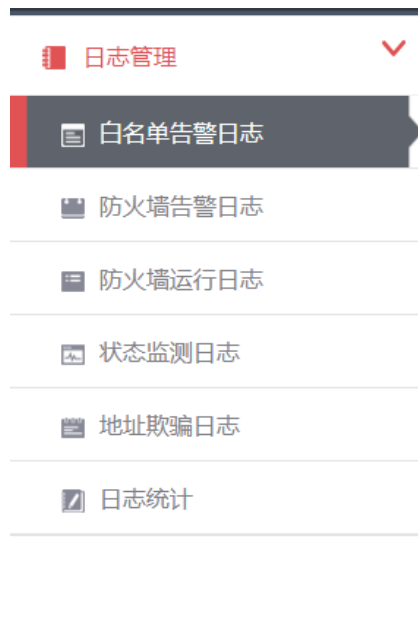 日志管理
白名单告警日志
防火墙告警日志
防火墙运行日志
状态监测日志
地址欺骗日志
日志统计